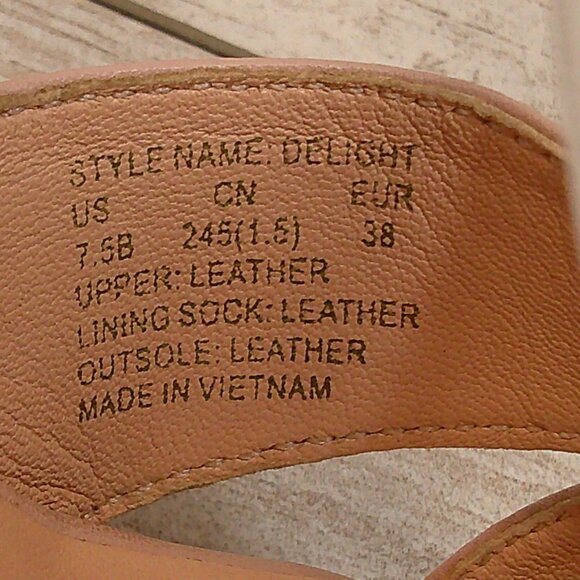 STYLE NAME: DELIGHT
US CN EUR
7.5B 245(1.5) 38
UPPER: LEATHER
LINING SOCK: LEATHER
OUTSOLE: LEATHER
MADE IN VIETNAM